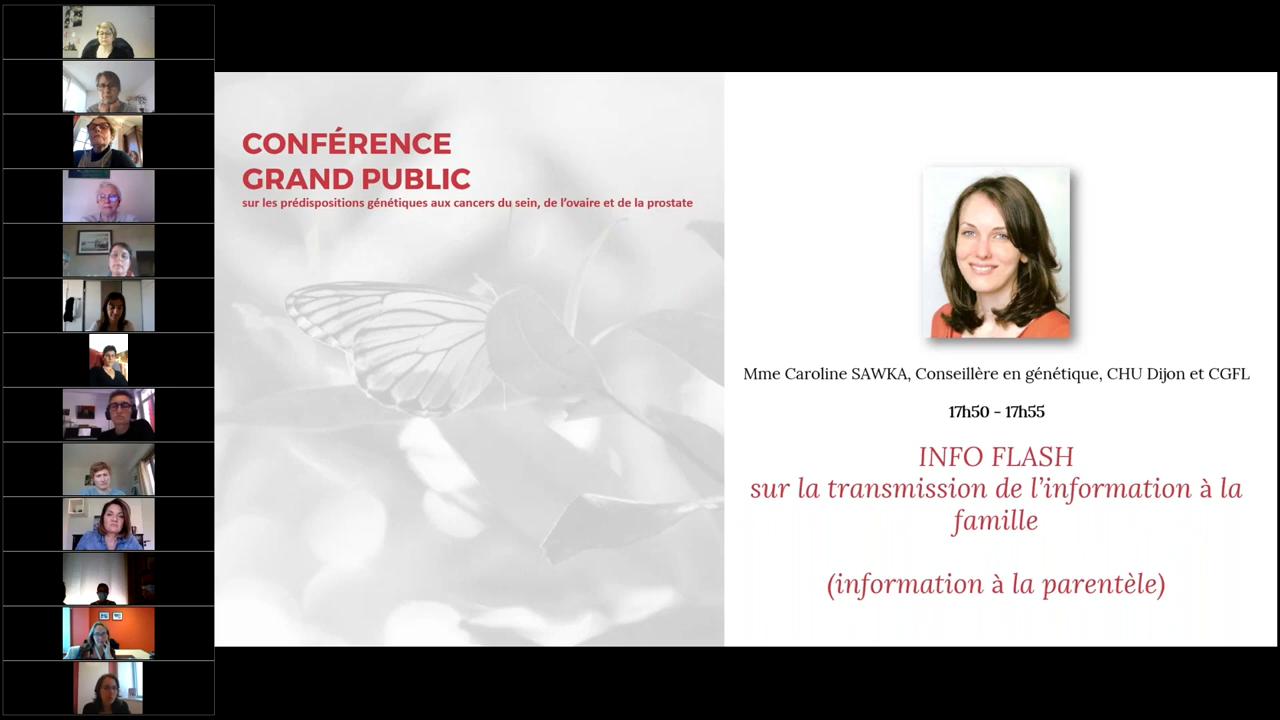 CONFÉRENCE
GRAND PUBLIC
sur les prédispositions génétiques aux cancers du sein, de l’ovaire et de la prostate
Mme Caroline SAWKA, Conseillère en génétique, CHU Dijon et CGFL
17h50 - 17h55
INFO FLASH
sur la transmission de l’information à la
famille
(information à la parentèle)